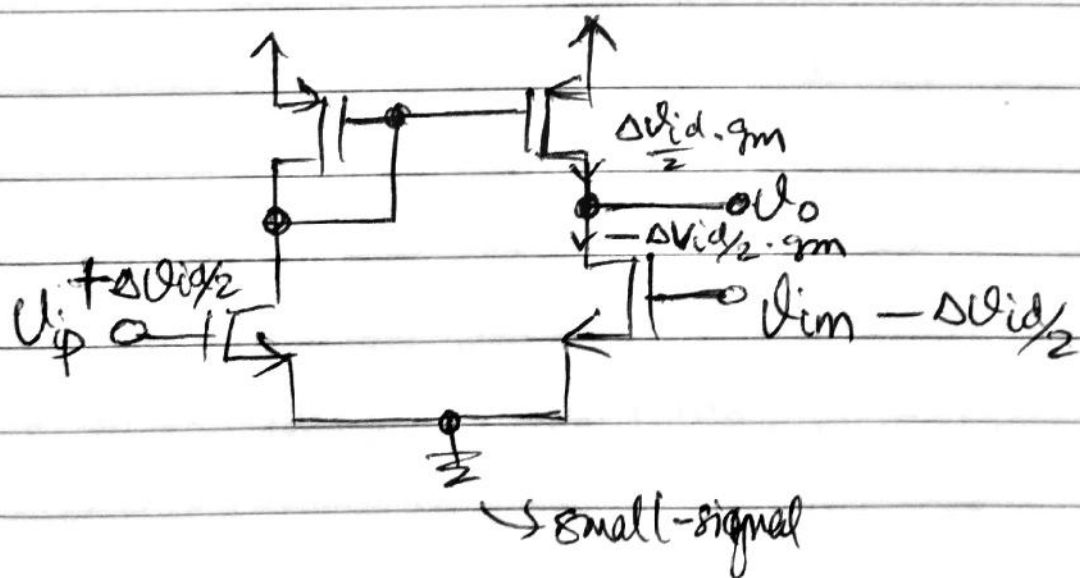 Δvid/2 . gm
vo
− Δvid/2 . gm
+ Δvid/2
Vip
Vim − Δvid/2
small-signal